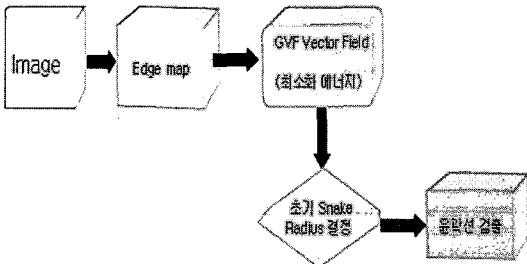 Image
Edge map
GVF Vector Field
(최소화 에너지)
초기 Snake
Radius 결정
윤곽선 검출